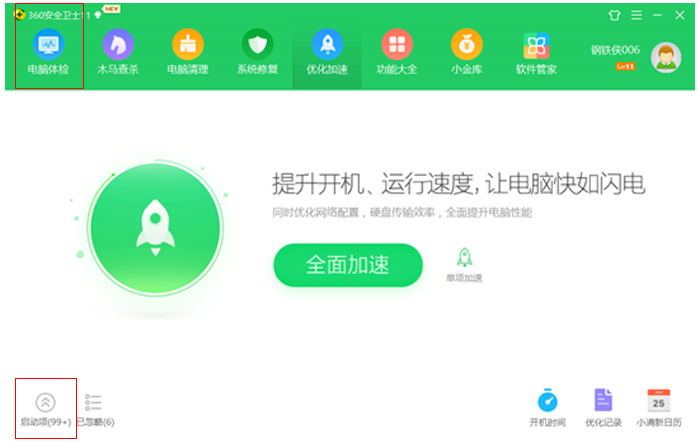 360安全卫士11
NEW
电脑体检
木马查杀
电脑清理
系统修复
优化加速
功能大全
小金库
软件管家
钢铁侠006
Lv11
提升开机、运行速度,让电脑快如闪电
同时优化网络配置，硬盘传输效率，全面提升电脑性能
全面加速
单项加速
启动项(99+)
已忽略(6)
开机时间
优化记录
25
小清新日历